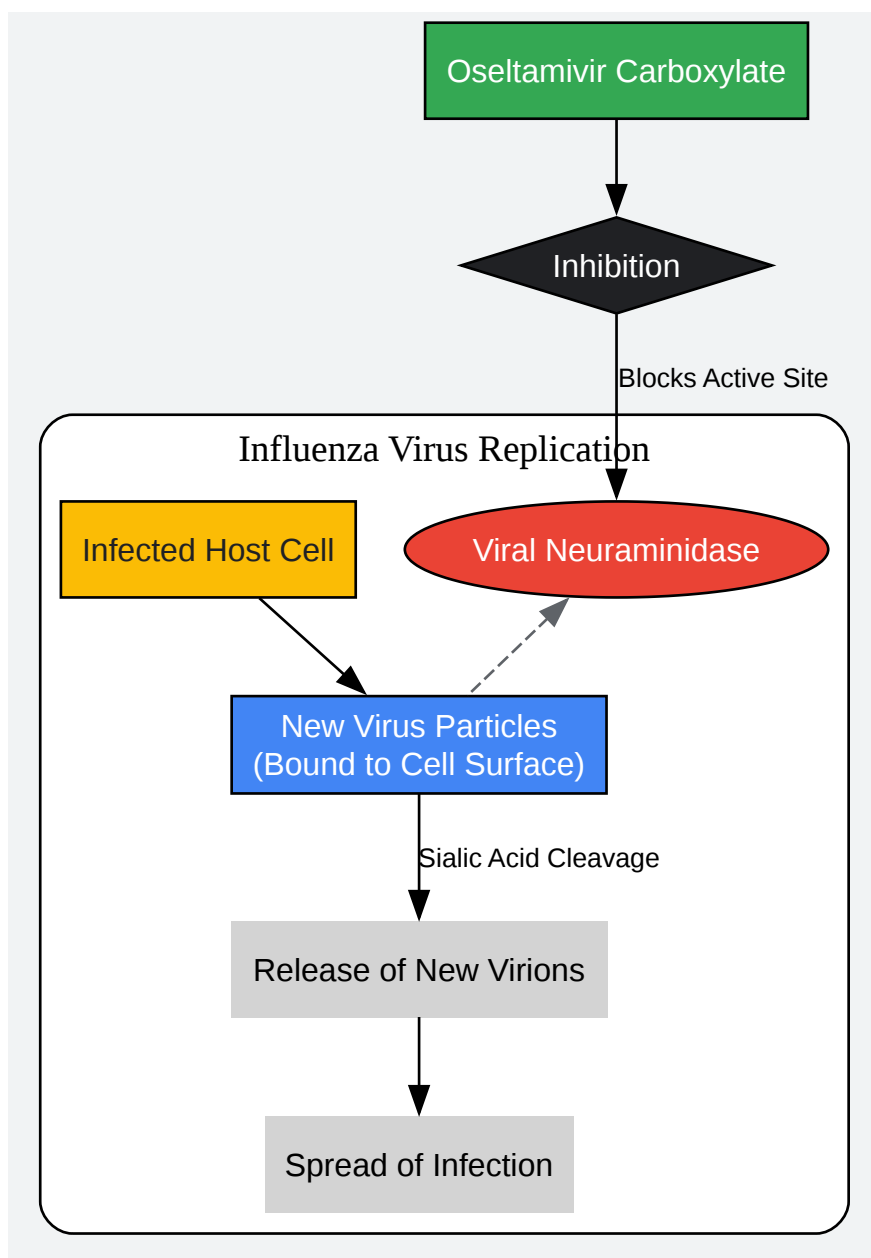 Oseltamivir Carboxylate
Inhibition
Blocks Active Site
Influenza Virus Replication
Infected Host Cell
Viral Neuraminidase
New Virus Particles
(Bound to Cell Surface)
Sialic Acid Cleavage
Release of New Virions
Spread of Infection